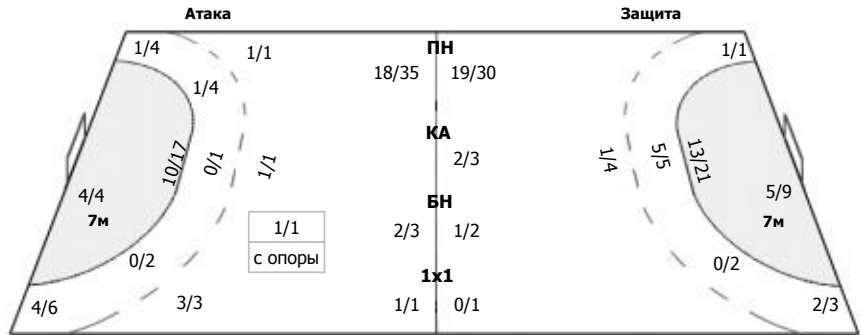 Атака Защита
1/4 1/1 ПН 1/1
18/35 19/30
1/4
КА
10/17 0/1 1/1 2/3 1/4 5/5 13/21
4/4 5/9
7м БН 7м
1/1 2/3 1/2
с опоры
0/2 0/2
1x1
4/6 3/3 1/1 0/1 2/3